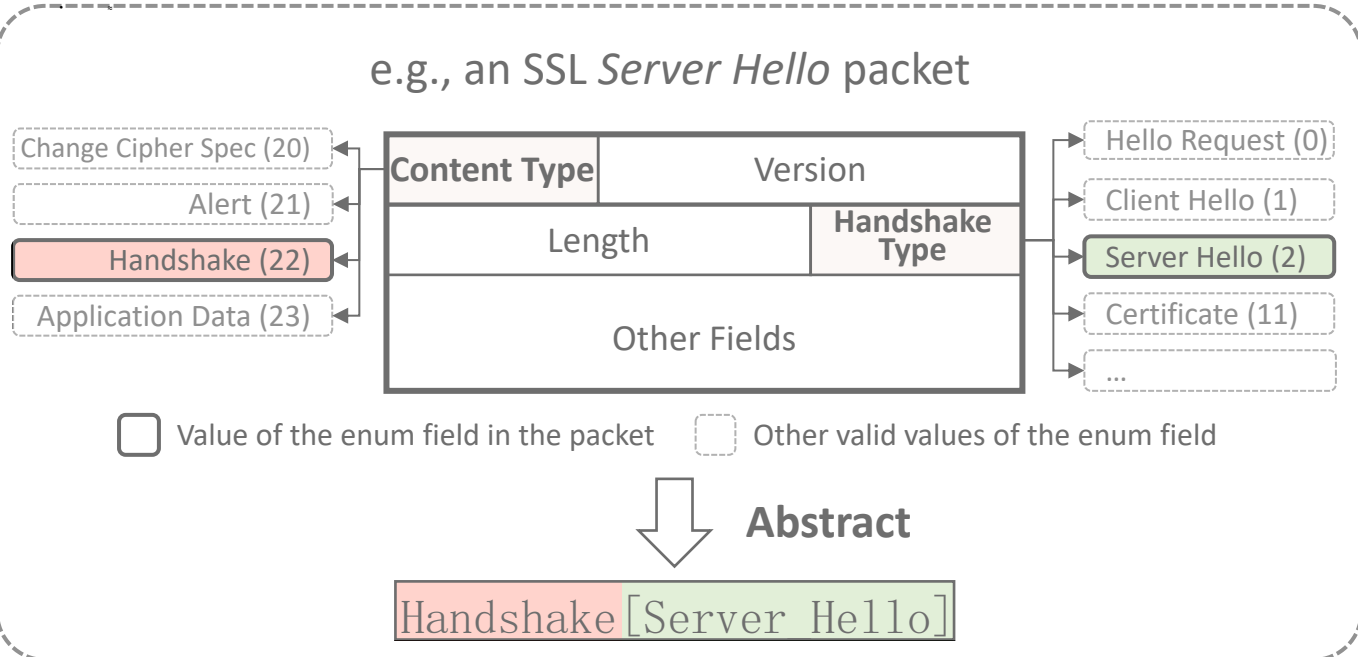 e.g., an SSL Server Hello packet
Change Cipher Spec (20)
Alert (21)
Handshake (22)
Application Data (23)
Content Type
Version
Length
Handshake
Type
Other Fields
Hello Request (0)
Client Hello (1)
Server Hello (2)
Certificate (11)
...
Value of the enum field in the packet
Other valid values of the enum field
Abstract
Handshake[Server Hello]